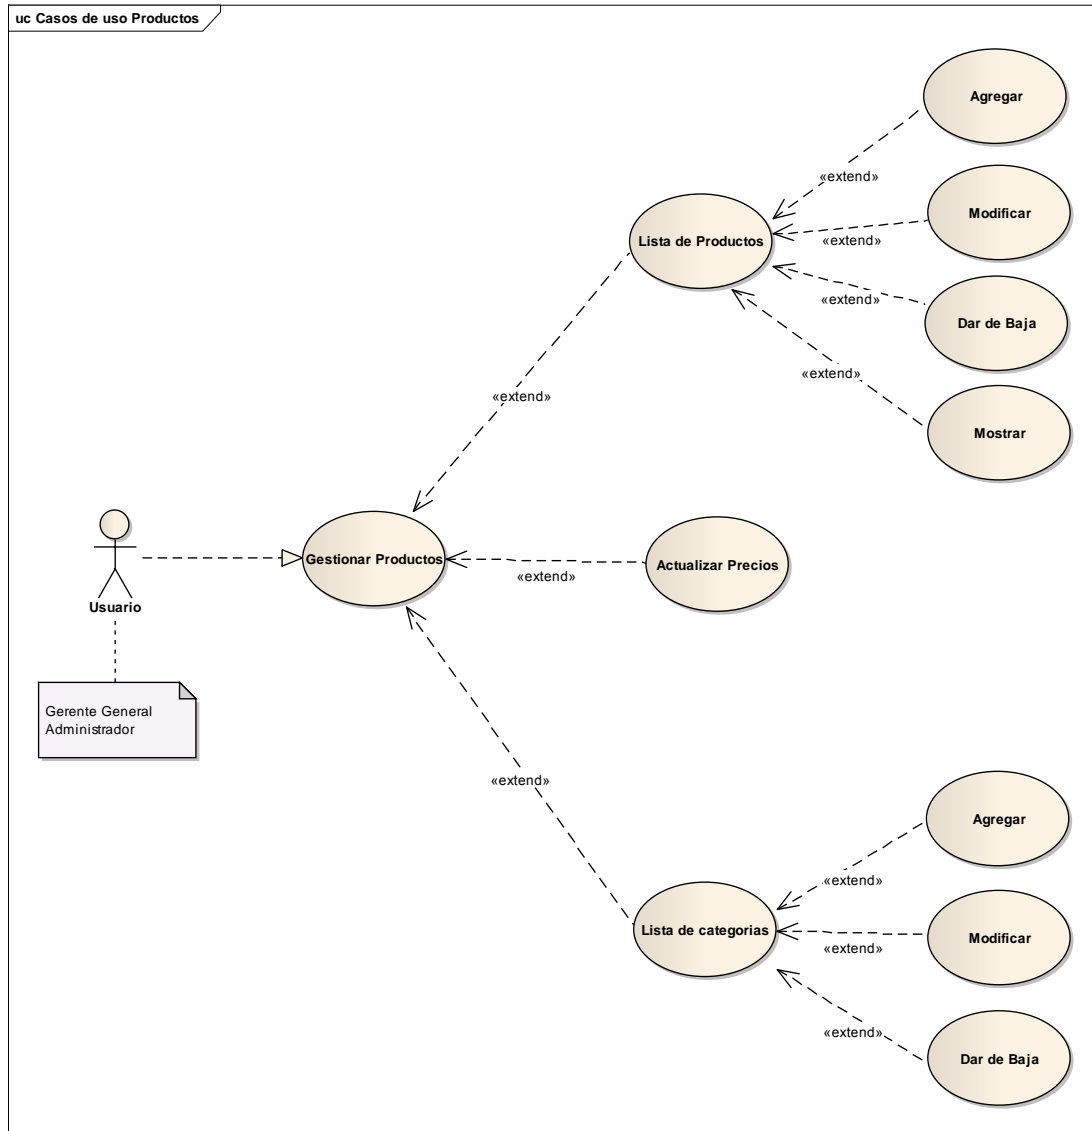 uc Casos de uso Productos
Agregar
«extend»
Modificar
«extend»
Lista de Productos
Dar de Baja
«extend»
«extend»
Mostrar
«extend»
Usuario
Gestionar Productos
«extend»
Actualizar Precios
Gerente General
Administrador
«extend»
Agregar
«extend»
Lista de categorias
Modificar
«extend»
«extend»
Dar de Baja